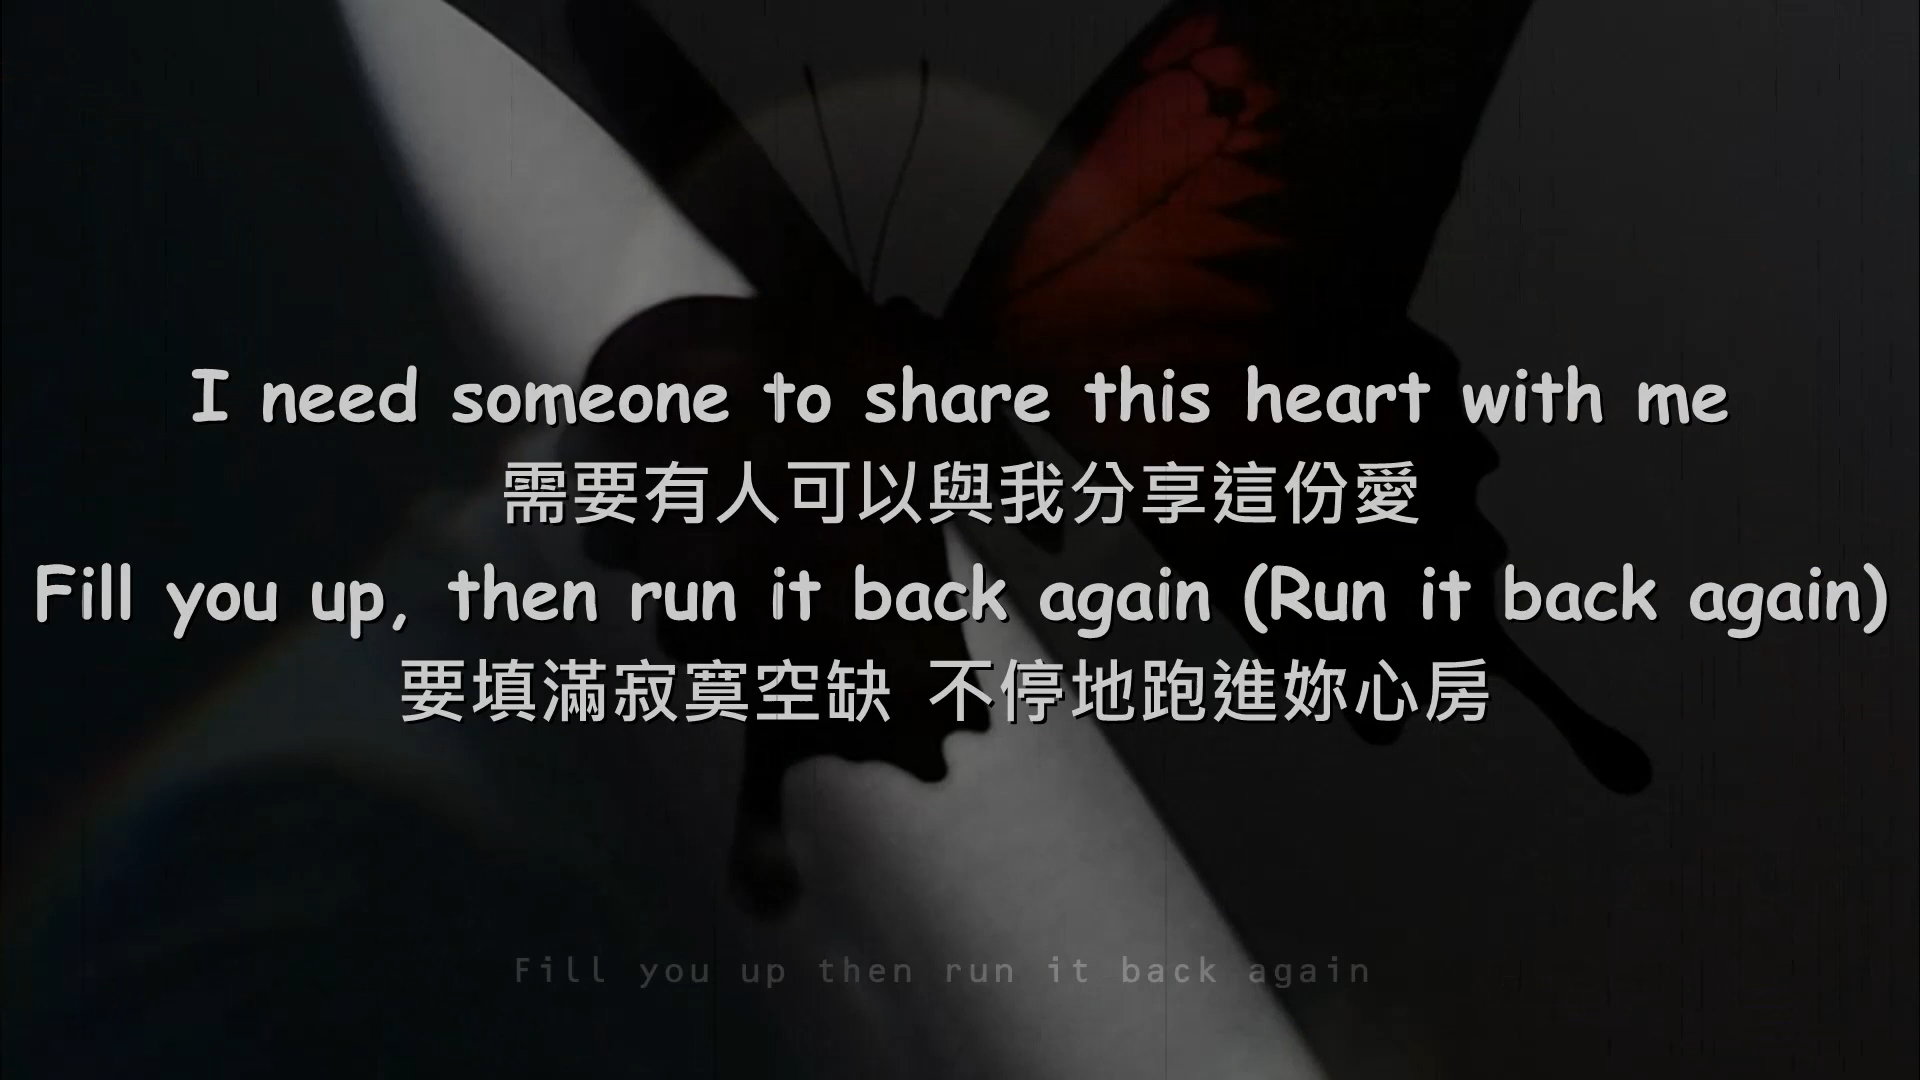 I need someone to share this heart with me
需要有人可以與我分享這份愛
Fill you up, then run it back again (Run it back again)
要填滿寂寞空缺 不停地跑進妳心房
Fill you up then run it back again